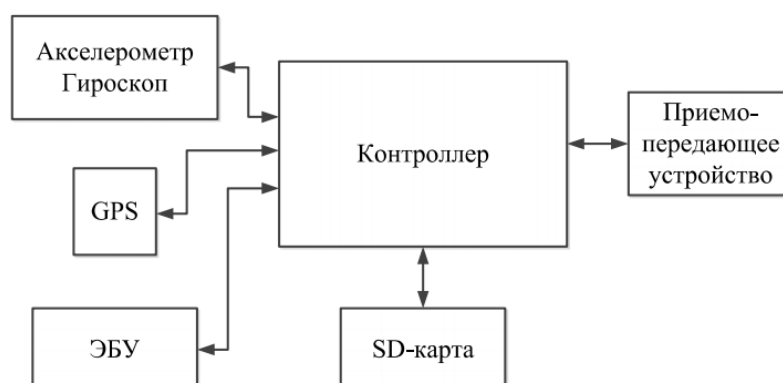 Акселерометр
Гироскоп
Контроллер
Приемо-
передающее
устройство
GPS
ЭБУ
SD-карта